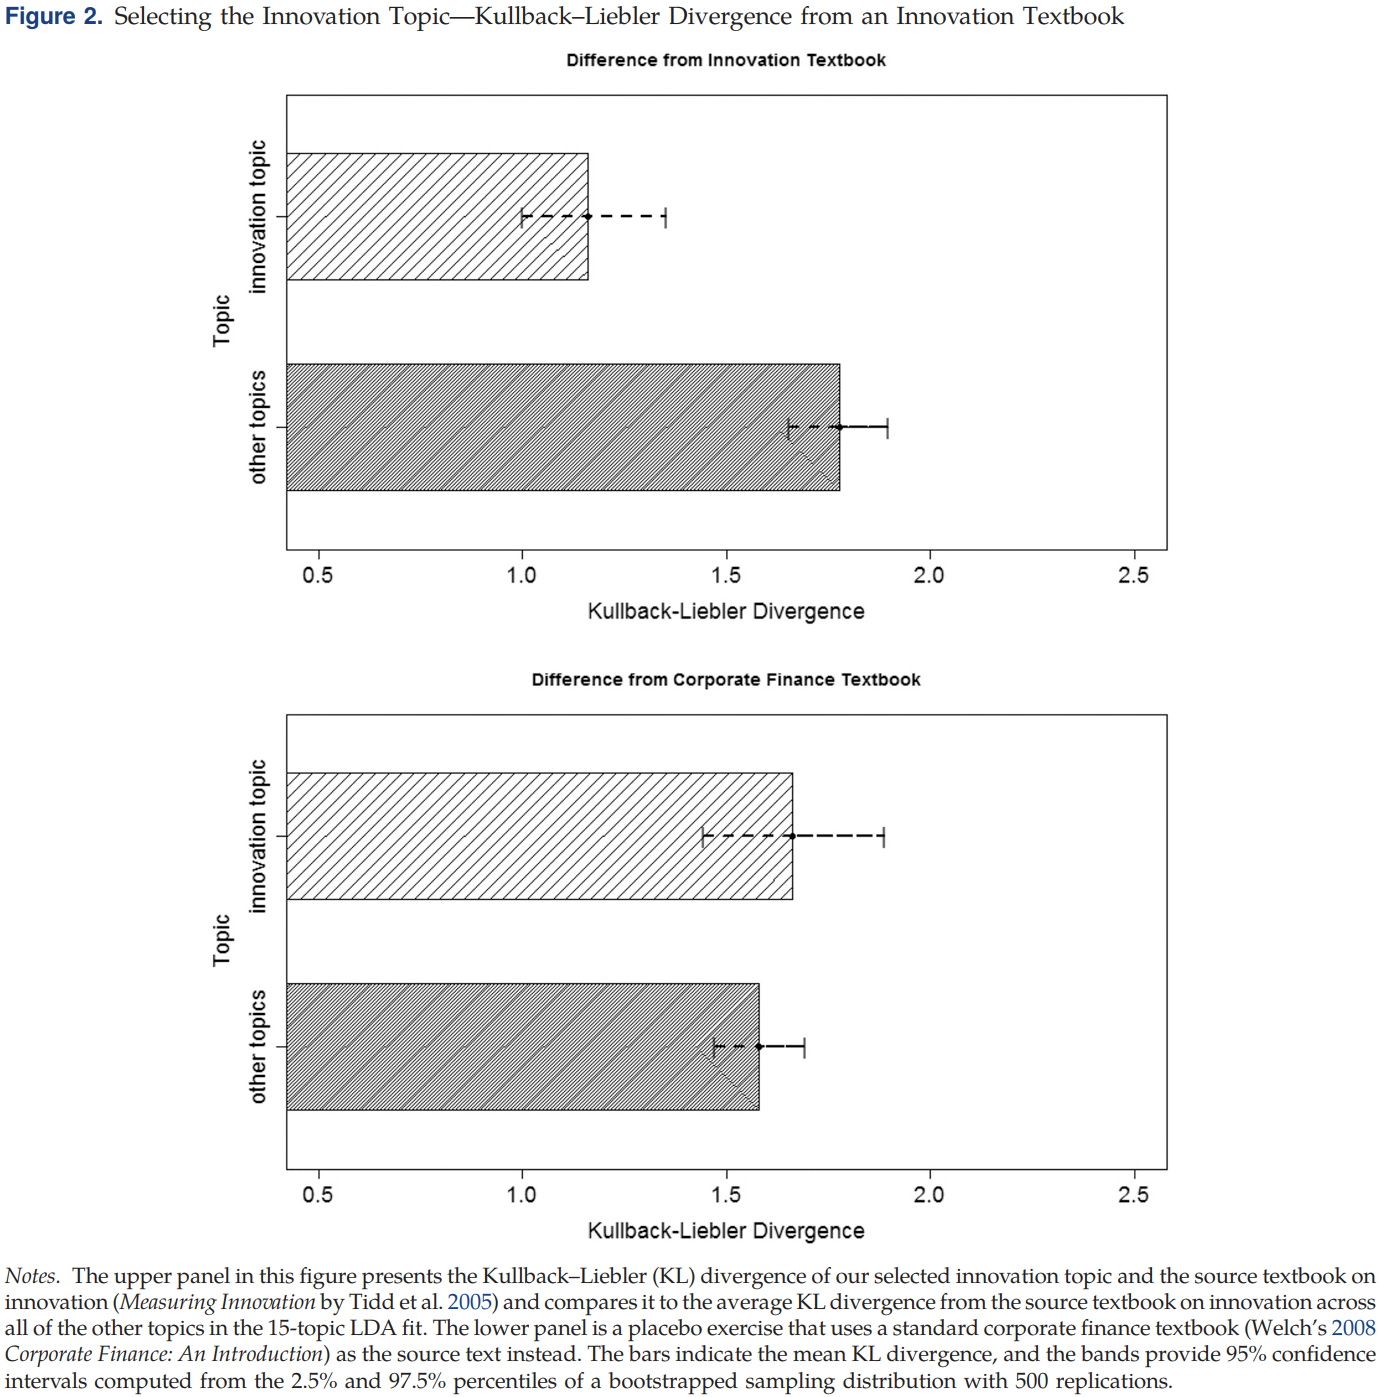 Figure 2. Selecting the Innovation Topic—Kullback–Liebler Divergence from an Innovation Textbook
Difference from Innovation Textbook
innovation topic
other topics
Topic
0.5 1.0 1.5 2.0 2.5
Kullback-Liebler Divergence
Difference from Corporate Finance Textbook
innovation topic
other topics
Topic
0.5 1.0 1.5 2.0 2.5
Kullback-Liebler Divergence
Notes. The upper panel in this figure presents the Kullback–Liebler (KL) divergence of our selected innovation topic and the source textbook on
innovation (Measuring Innovation by Tidd et al. 2005) and compares it to the average KL divergence from the source textbook on innovation across
all of the other topics in the 15-topic LDA fit. The lower panel is a placebo exercise that uses a standard corporate finance textbook (Welch's 2008
Corporate Finance: An Introduction) as the source text instead. The bars indicate the mean KL divergence, and the bands provide 95% confidence
intervals computed from the 2.5% and 97.5% percentiles of a bootstrapped sampling distribution with 500 replications.